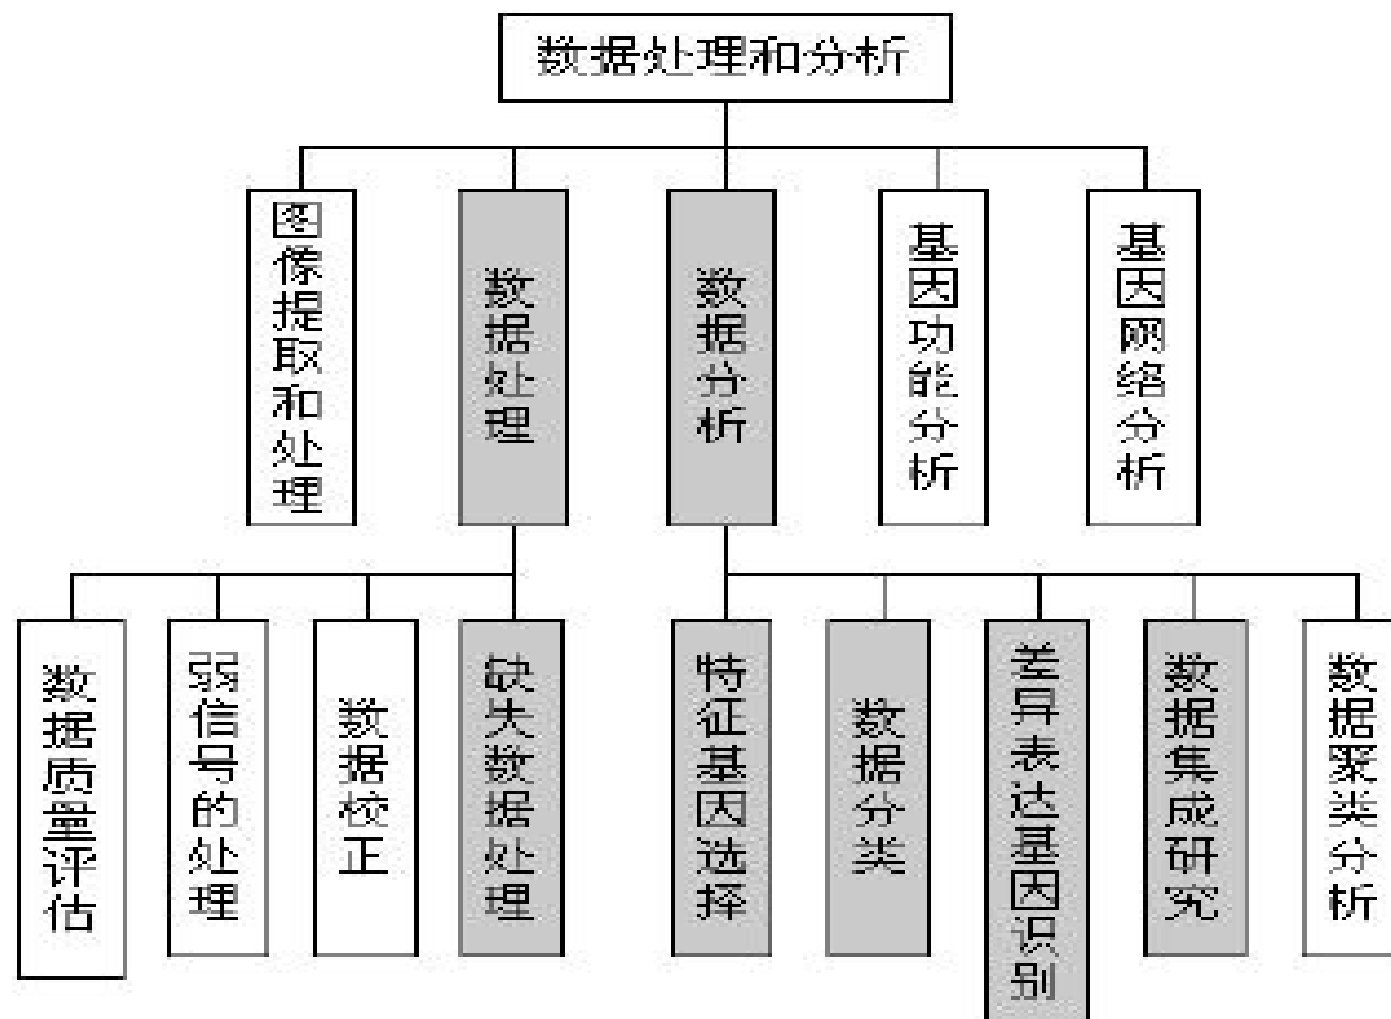 数据处理和分析
图像提取和处理
数据处理
数据分析
基因功能分析
基因网络分析
数据质量评估
弱信号的处理
数据校正
缺失数据处理
特征基因选择
数据分类
差异表达基因识别
数据集成研究
数据聚类分析